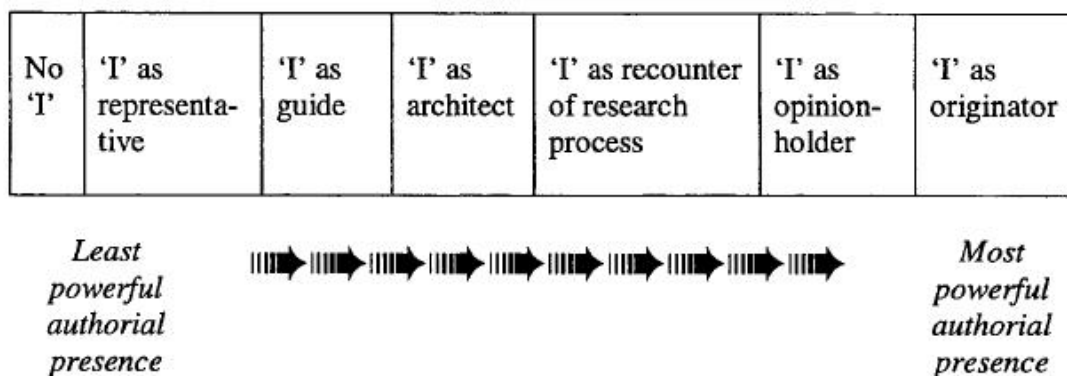 No
'I'
'I' as
representa-
tive
'I' as
guide
'I' as
architect
'I' as recounter
of research
process
'I' as
opinion-
holder
'I' as
originator
Least
powerful
authorial
presence
Most
powerful
authorial
presence